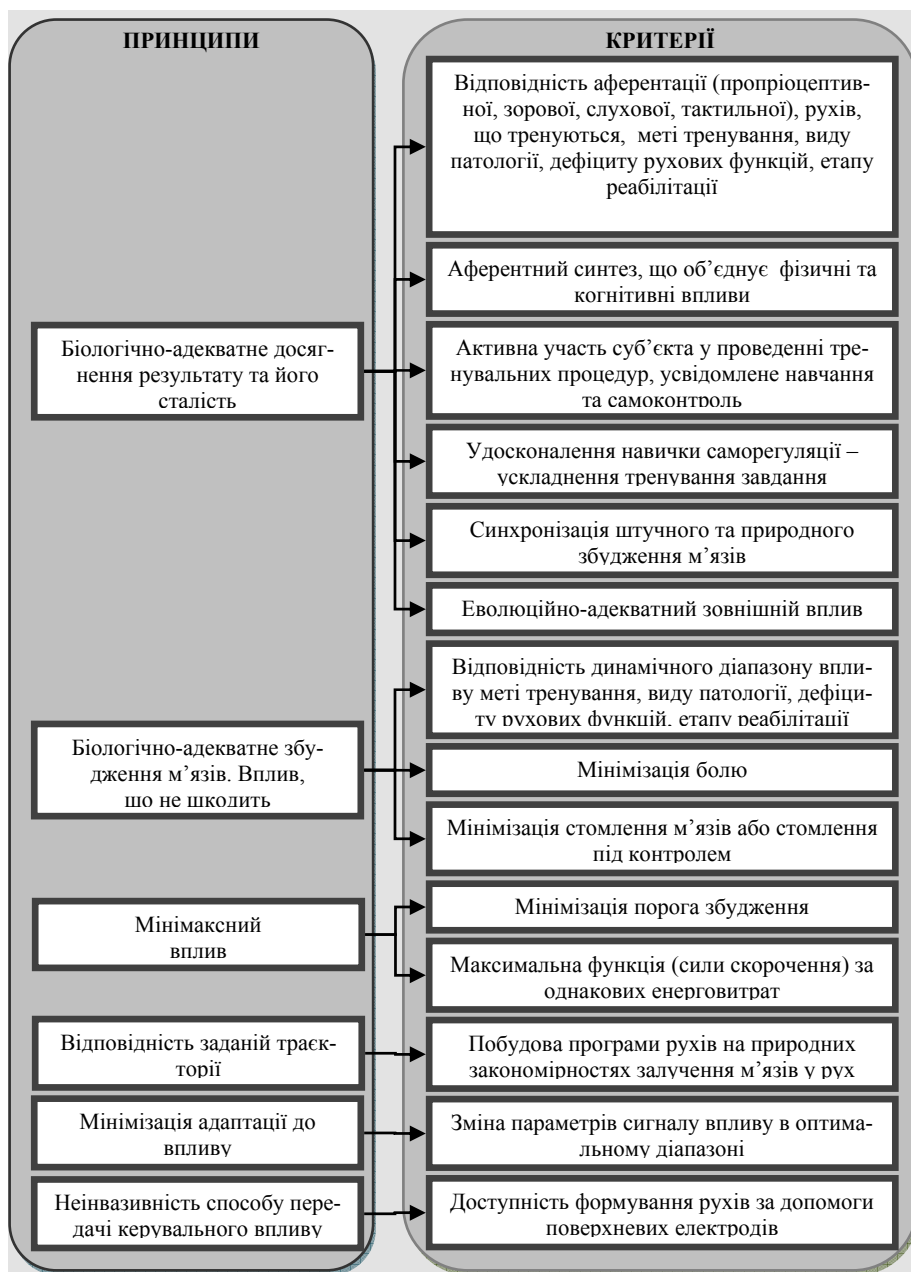 ПРИНЦИПИ
КРИТЕРІЇ
Відповідність аферентації (пропріоцептив-
ної, зорової, слухової, тактильної), рухів,
що тренуються, меті тренування, виду
патології, дефіциту рухових функцій, етапу
реабілітації
Аферентний синтез, що об’єднує фізичні та
когнітивні впливи
Біологічно-адекватне досяг-
нення результату та його
сталість
Активна участь суб’єкта у проведенні тре-
нувальних процедур, усвідомлене навчання
та самоконтроль
Удосконалення навички саморегуляції –
ускладнення тренування завдання
Синхронізація штучного та природного
збудження м’язів
Еволюційно-адекватний зовнішній вплив
Біологічно-адекватне збу-
дження м’язів. Вплив,
що не шкодить
Відповідність динамічного діапазону впли-
ву меті тренування, виду патології, дефіци-
ту рухових функцій, етапу реабілітації
Мінімізація болю
Мінімізація стомлення м’язів або стомлення
під контролем
Мінімаксний
вплив
Мінімізація порога збудження
Максимальна функція (сили скорочення) за
однакових енерговитрат
Відповідність заданій траєк-
торії
Побудова програми рухів на природних
закономірностях залучення м’язів у рух
Мінімізація адаптації до
впливу
Зміна параметрів сигналу впливу в оптима-
льному діапазоні
Неінвазивність способу пере-
дачі керувального впливу
Доступність формування рухів за допомоги
поверхневих електродів